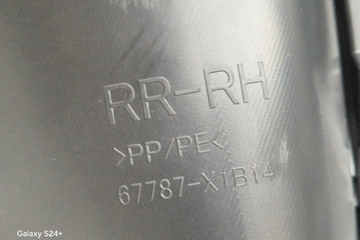 RR-RH
>PP/PE<
67787-X1B14
Galaxy S24+